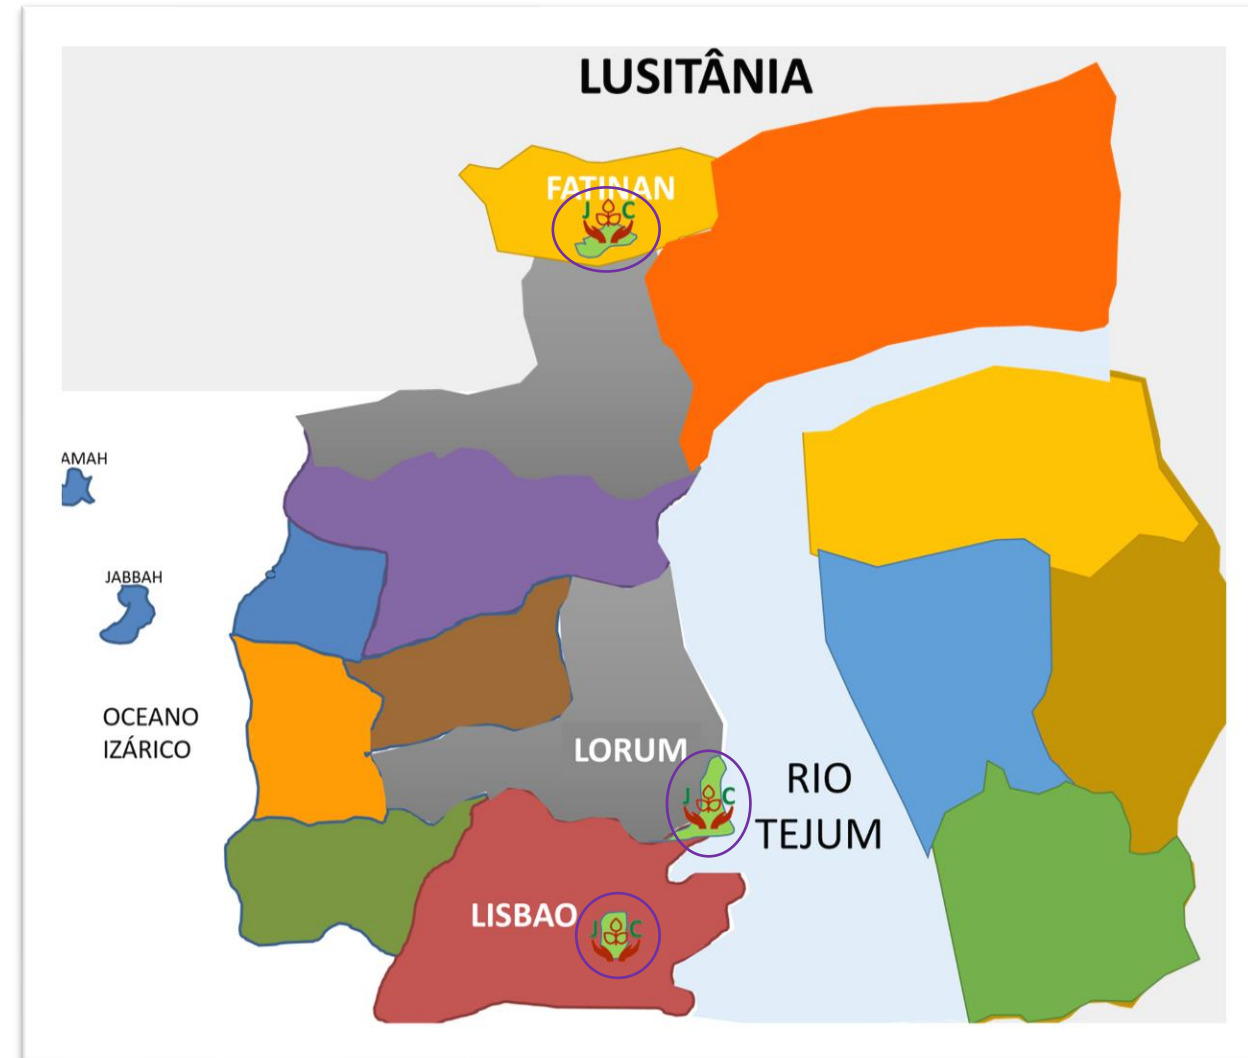 LUSITÂNIA
FATINAN
J C
AMAH
JABBAH
OCEANO
IZÁRICO
LORUM
J C
RIO
TEJUM
LISBAO
J C